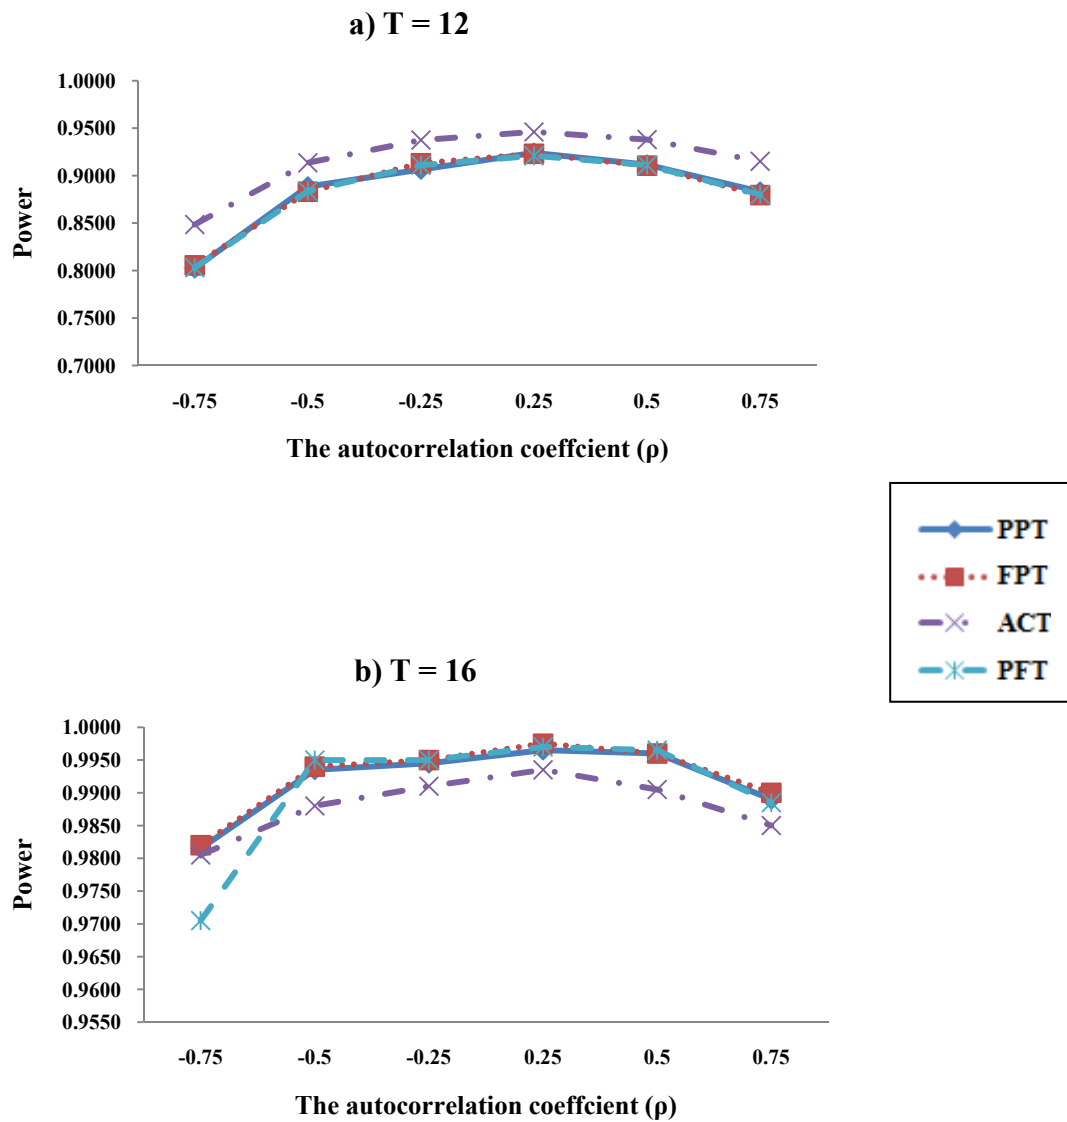 a) T = 12
1.0000
0.9500
0.9000
0.8500
0.8000
0.7500
0.7000
Power
-0.75 -0.5 -0.25 0.25 0.5 0.75
The autocorrelation coeffcient (ρ)
PPT
FPT
ACT
PFT
b) T = 16
1.0000
0.9950
0.9900
0.9850
0.9800
0.9750
0.9700
0.9650
0.9600
0.9550
Power
-0.75 -0.5 -0.25 0.25 0.5 0.75
The autocorrelation coeffcient (ρ)